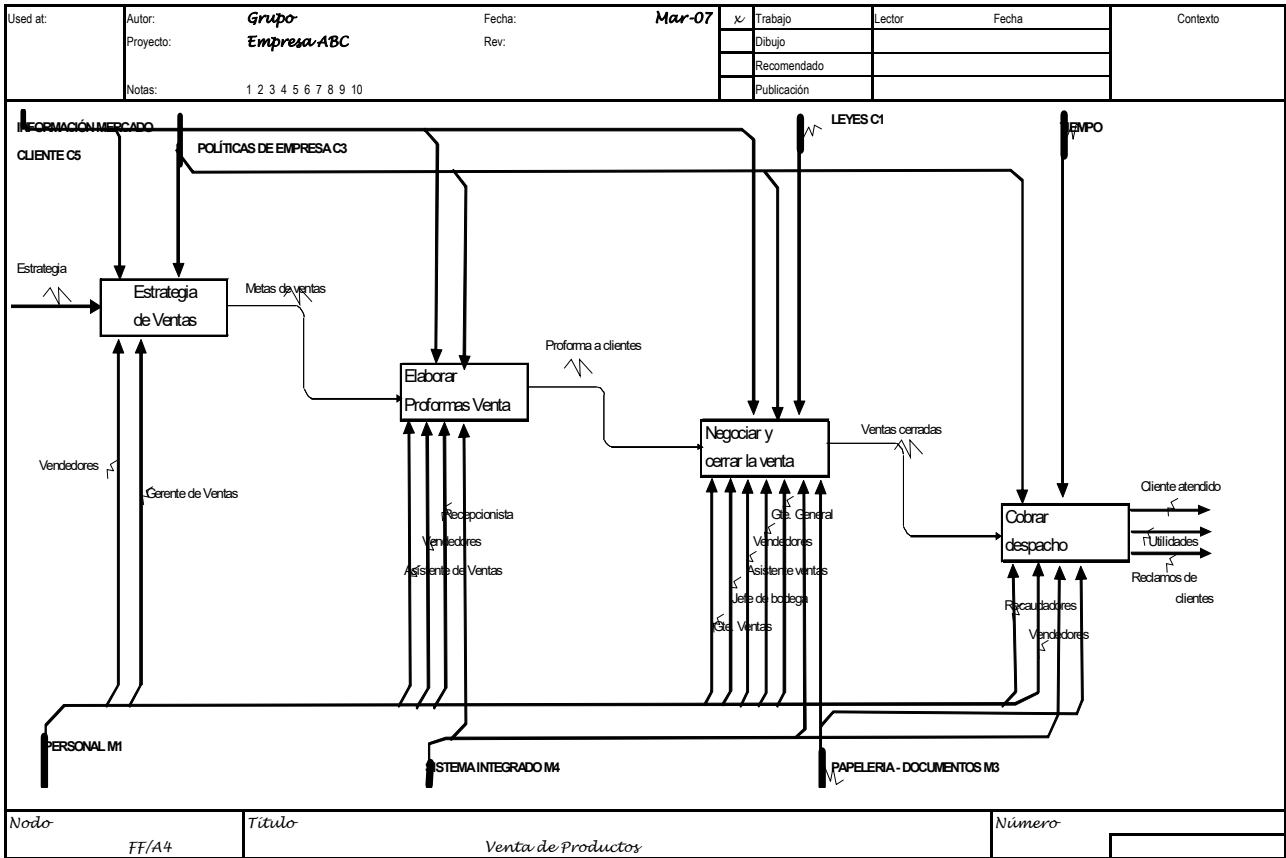 Used at:
Autor:
Grupo
Fecha:
Mar-07
x
Trabajo
Lector
Fecha
Contexto
Proyecto:
Empresa ABC
Rev:
Dibujo
Recomendado
Notas:
1 2 3 4 5 6 7 8 9 10
Publicación
INFORMACIÓN MERCADO
CLIENTE C5
POLÍTICAS DE EMPRESA C3
LEYES C1
TIEMPO
Estrategia
Estrategia
de Ventas
Metas de ventas
Elaborar
Proformas Venta
Proforma a clientes
Negociar y
cerrar la venta
Ventas cerradas
Cobrar
despacho
Cliente atendido
Utilidades
Reclamos de
clientes
Vendedores
Gerente de Ventas
Recepcionista
Vendedores
Asistente de Ventas
Gte. General
Vendedores
Asistente ventas
Jefe de bodega
Gte. Ventas
Recaudadores
Vendedores
PERSONAL M1
SISTEMA INTEGRADO M4
PAPELERIA - DOCUMENTOS M3
Nodo
FF/A4
Título
Venta de Productos
Número